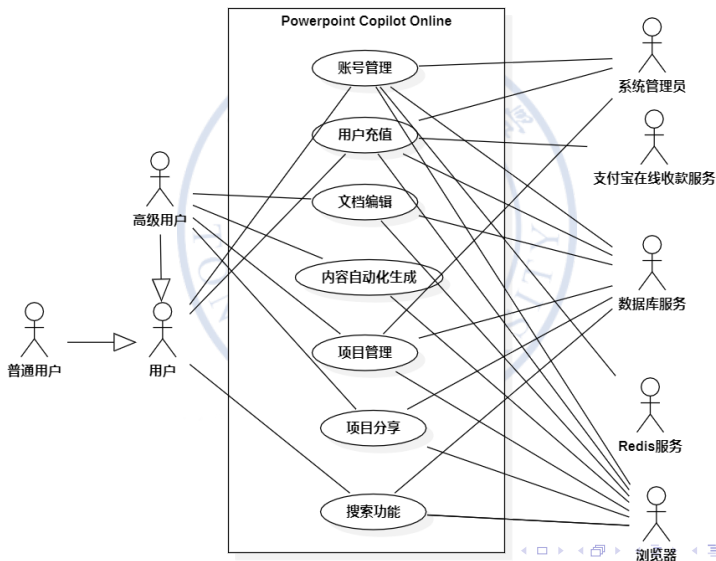 Powerpoint Copilot Online
账号管理
用户充值
文档编辑
内容自动化生成
项目管理
项目分享
搜索功能
高级用户
普通用户
用户
系统管理员
支付宝在线收款服务
数据库服务
Redis服务
浏览器